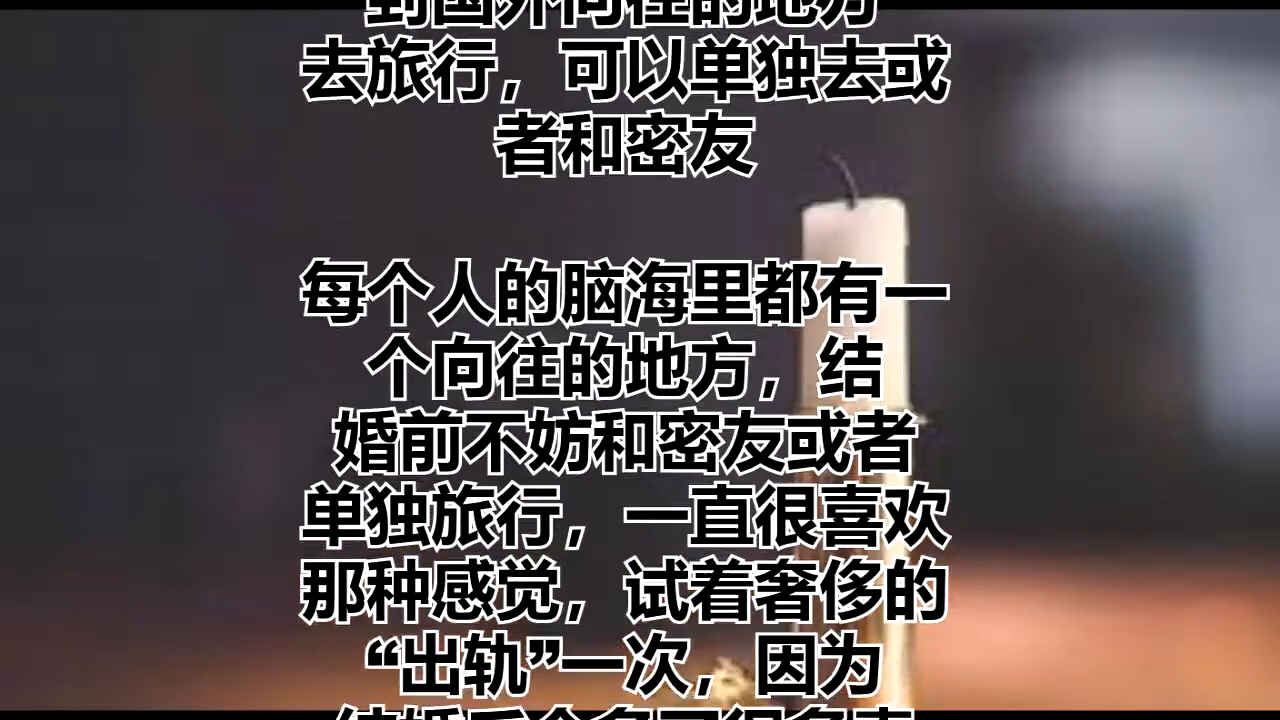 到国外向往的地方
去旅行，可以单独去或
者和密友
每个人的脑海里都有一
个向往的地方，结
婚前不妨和密友或者
单独旅行，一直很喜欢
那种感觉，试着奢侈的
“出轨”一次，因为